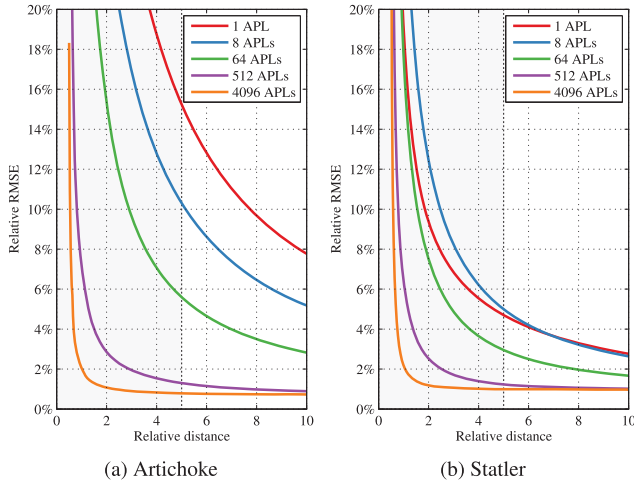 20%
18%
16%
14%
12%
10%
8%
6%
4%
2%
0%
Relative RMSE
1 APL
8 APLs
64 APLs
512 APLs
4096 APLs
0 2 4 6 8 10
Relative distance
(a) Artichoke
20%
18%
16%
14%
12%
10%
8%
6%
4%
2%
0%
Relative RMSE
1 APL
8 APLs
64 APLs
512 APLs
4096 APLs
0 2 4 6 8 10
Relative distance
(b) Statler